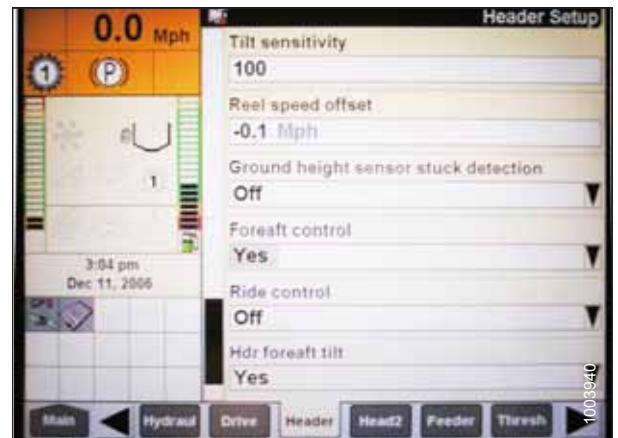 0.0 Mph
Header Setup
1
(P)
Tilt sensitivity
100
Reel speed offset
-0.1 Mph
Ground height sensor stuck detection
Off
1
Foreaft control
Yes
3:04 pm
Dec 11, 2006
Ride control
GPS
Off
Hdr foreaft tilt
Yes
Main
Hydraul
Drive
Header
Head2
Feeder
Thresh
1003940